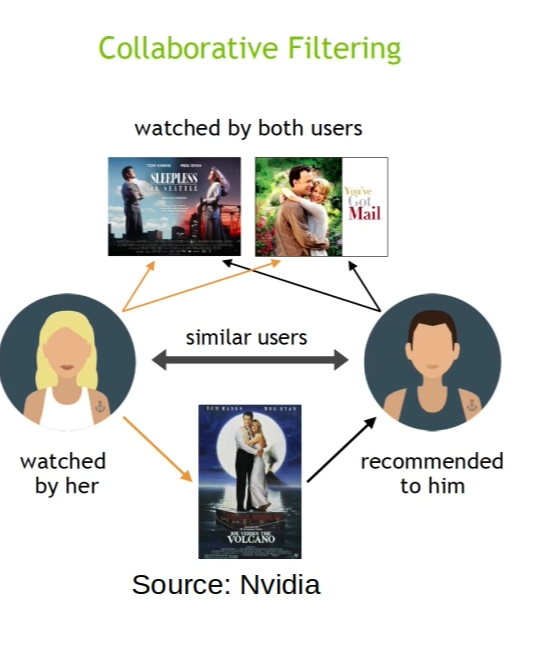 Collaborative Filtering
watched by both users
TOM HANKS MEG RYAN
SLEEPLESS
IN SEATTLE
You've
Got
Mail
similar users
TOM HANKS MEG RYAN
JOE VERSUS THE
VOLCANO
watched
by her
recommended
to him
Source: Nvidia